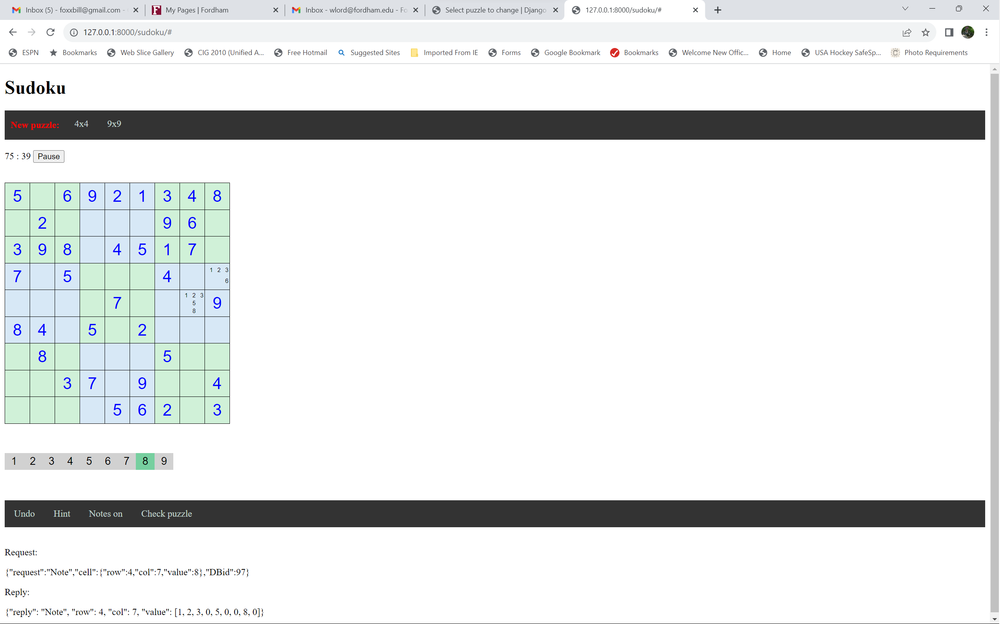 Inbox (5) - foxxbill@gmail.com - My Pages | Fordham Inbox - wlord@fordham.edu - Fo Select puzzle to change | Django 127.0.0.1:8000/sudoku/#
127.0.0.1:8000/sudoku/#
ESPN Bookmarks Web Slice Gallery CIG 2010 (Unified A... Free Hotmail Suggested Sites Imported From IE Forms Google Bookmark Bookmarks Welcome New Offic... Home USA Hockey SafeSp... Photo Requirements
Sudoku
New puzzle: 4x4 9x9
75 : 39 Pause
5 6 9 2 1 3 4 8
2 9 6
3 9 8 4 5 1 7
7 5 4 1 2 3
6
7 1 2 3 9
5
8
8 4 5 2
8 5
3 7 9 4
5 6 2 3
1 2 3 4 5 6 7 8 9
Undo Hint Notes on Check puzzle
Request:
{"request":"Note","cell":{"row":4,"col":7,"value":8},"DBid":97}
Reply:
{"reply": "Note", "row": 4, "col": 7, "value": [1, 2, 3, 0, 5, 0, 0, 8, 0]}